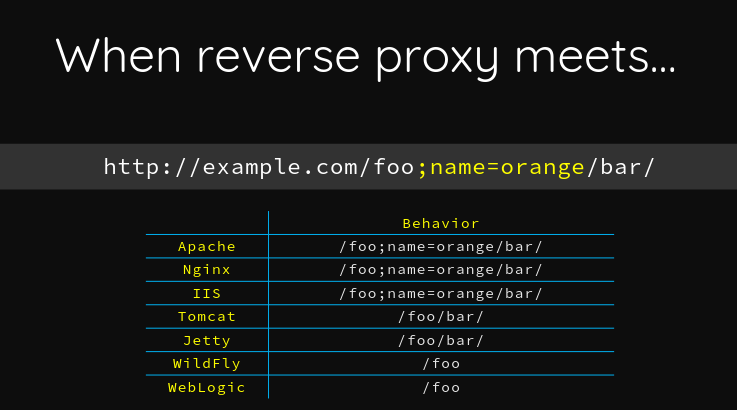 When reverse proxy meets...
http://example.com/foo;name=orange/bar/
Behavior
Apache /foo;name=orange/bar/
Nginx /foo;name=orange/bar/
IIS /foo;name=orange/bar/
Tomcat /foo/bar/
Jetty /foo/bar/
WildFly /foo
WebLogic /foo